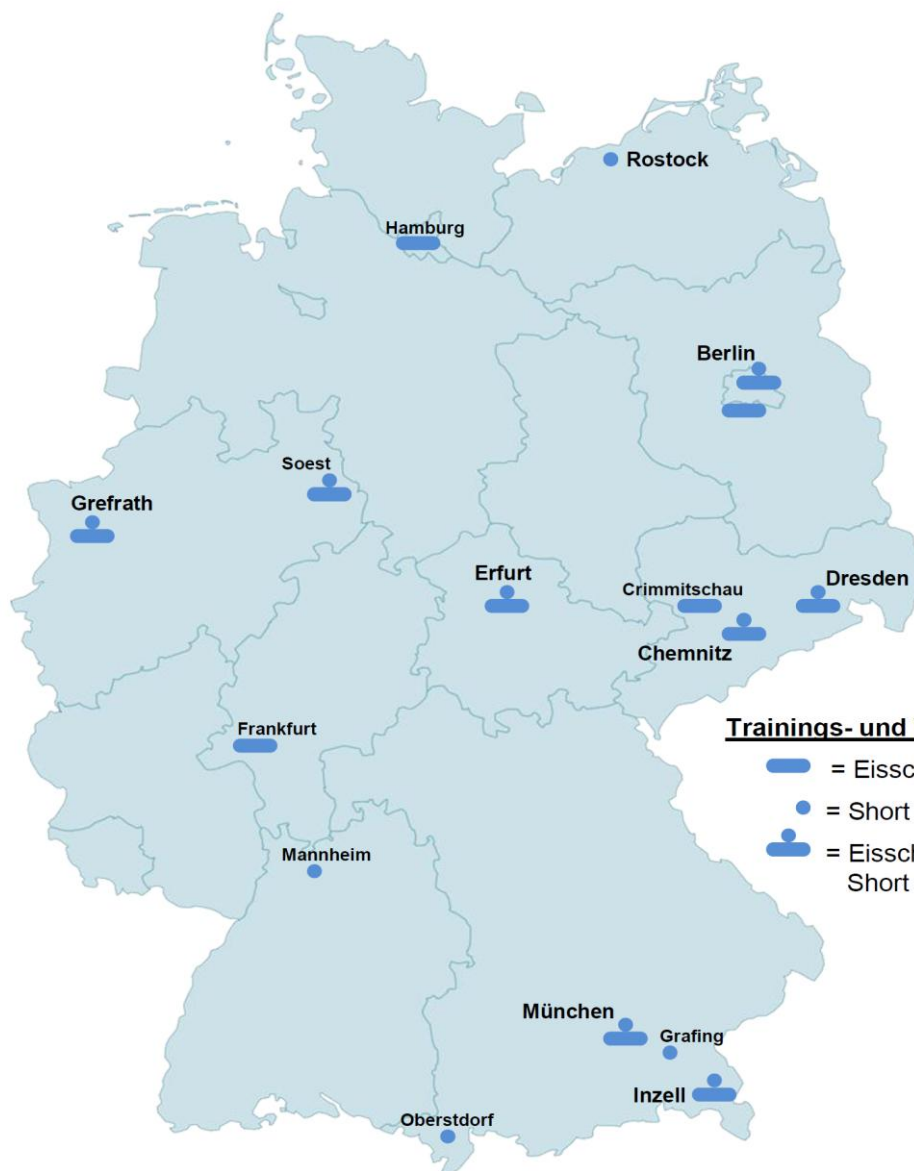 Rostock
Hamburg
Berlin
Soest
Grefrath
Erfurt
Dresden
Crimmitschau
Chemnitz
Frankfurt
Trainings- und
= Eissc
= Short
= Eissch
Short
Mannheim
München
Grafing
Inzell
Oberstdorf